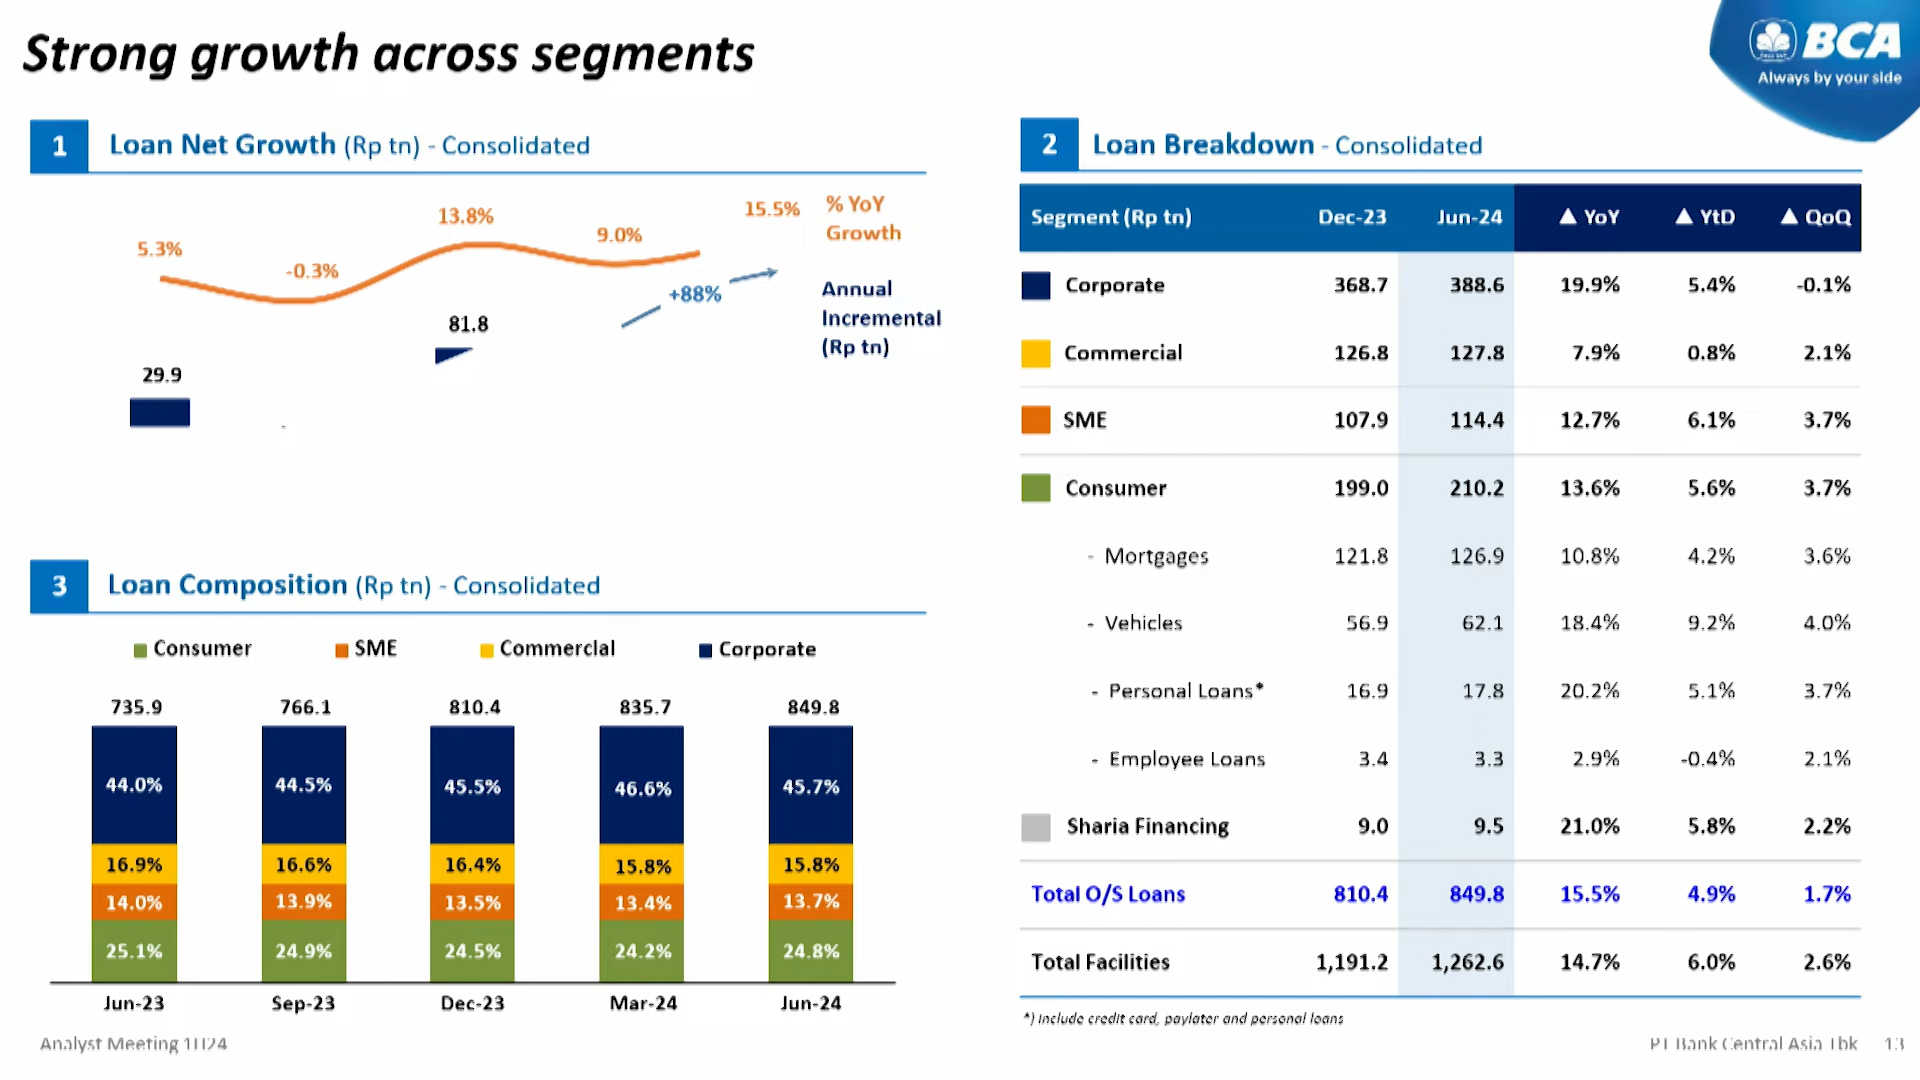 Strong growth across segments
BCA
Always by your side
1 Loan Net Growth (Rp tn) - Consolidated
5.3% -0.3% 13.8% 9.0% 15.5% % YoY Growth
29.9 81.8 +88% Annual Incremental (Rp tn)
2 Loan Breakdown - Consolidated
Segment (Rp tn) Dec-23 Jun-24 ▲ YoY ▲ YtD ▲ QoQ
Corporate 368.7 388.6 19.9% 5.4% -0.1%
Commercial 126.8 127.8 7.9% 0.8% 2.1%
SME 107.9 114.4 12.7% 6.1% 3.7%
Consumer 199.0 210.2 13.6% 5.6% 3.7%
- Mortgages 121.8 126.9 10.8% 4.2% 3.6%
- Vehicles 56.9 62.1 18.4% 9.2% 4.0%
- Personal Loans* 16.9 17.8 20.2% 5.1% 3.7%
- Employee Loans 3.4 3.3 2.9% -0.4% 2.1%
Sharia Financing 9.0 9.5 21.0% 5.8% 2.2%
Total O/S Loans 810.4 849.8 15.5% 4.9% 1.7%
Total Facilities 1,191.2 1,262.6 14.7% 6.0% 2.6%
*) Include credit card, paylater and personal loans
3 Loan Composition (Rp tn) - Consolidated
Consumer SME Commercial Corporate
735.9 766.1 810.4 835.7 849.8
44.0% 44.5% 45.5% 46.6% 45.7%
16.9% 16.6% 16.4% 15.8% 15.8%
14.0% 13.9% 13.5% 13.4% 13.7%
25.1% 24.9% 24.5% 24.2% 24.8%
Jun-23 Sep-23 Dec-23 Mar-24 Jun-24
Analyst Meeting 1H24
PT Bank Central Asia Tbk 13